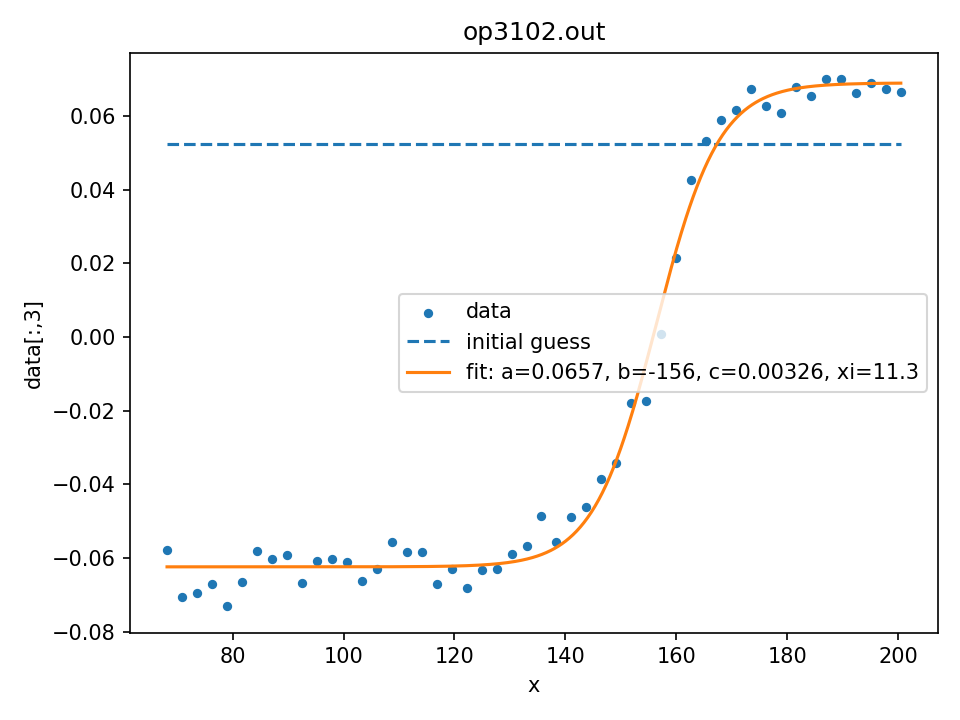 op3102.out
data[:,3]
0.06
0.04
0.02
0.00
−0.02
−0.04
−0.06
−0.08
data
initial guess
fit: a=0.0657, b=-156, c=0.00326, xi=11.3
80
100
120
140
160
180
200
x